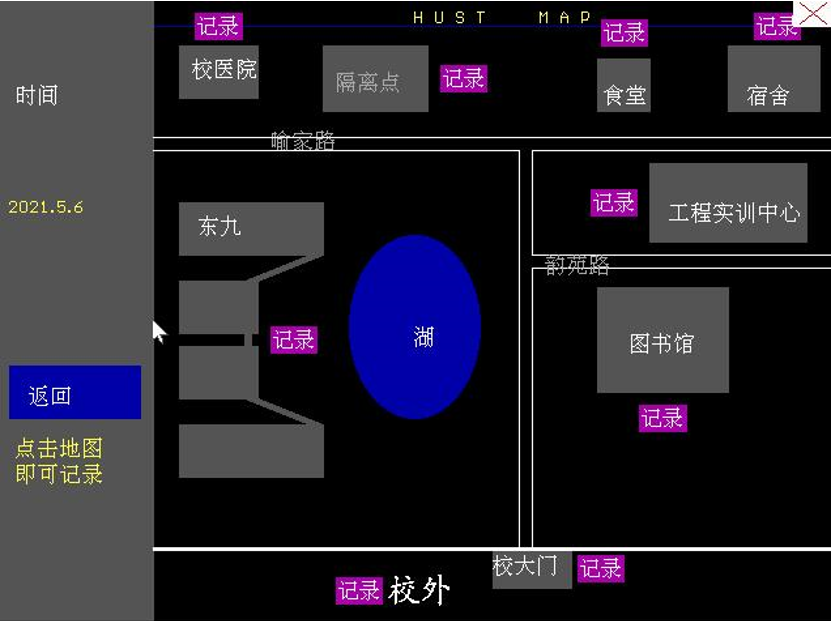 HUST MAP
记录
记录
记录
校医院
隔离点
记录
食堂
宿舍
时间
喻家路
2021.5.6
记录
工程实训中心
东九
韵苑路
记录
湖
图书馆
返回
记录
点击地图
即可记录
校大门
记录
记录
校外